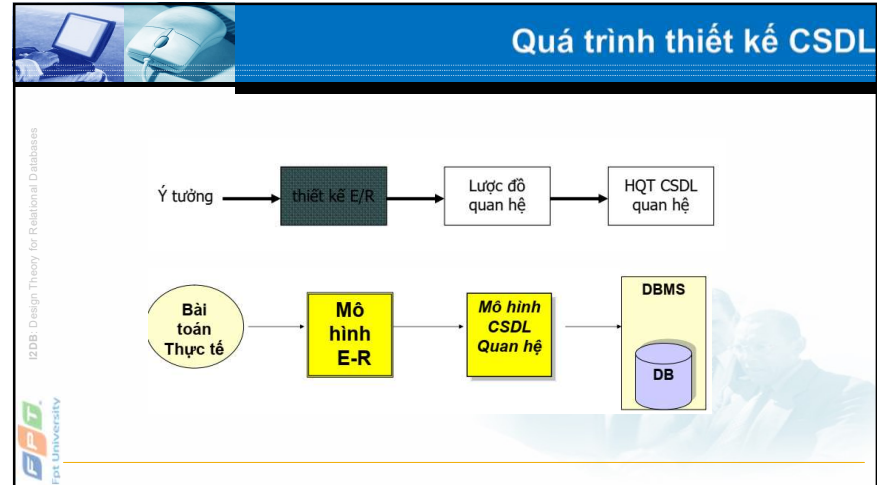 Quá trình thiết kế CSDL
I2DB: Design Theory for Relational Databases
Ý tưởng
thiết kế E/R
Lược đồ
quan hệ
HQT CSDL
quan hệ
Bài
toán
Thực tế
Mô
hình
E-R
Mô hình
CSDL
Quan hệ
DBMS
DB
FPT.
Fpt University